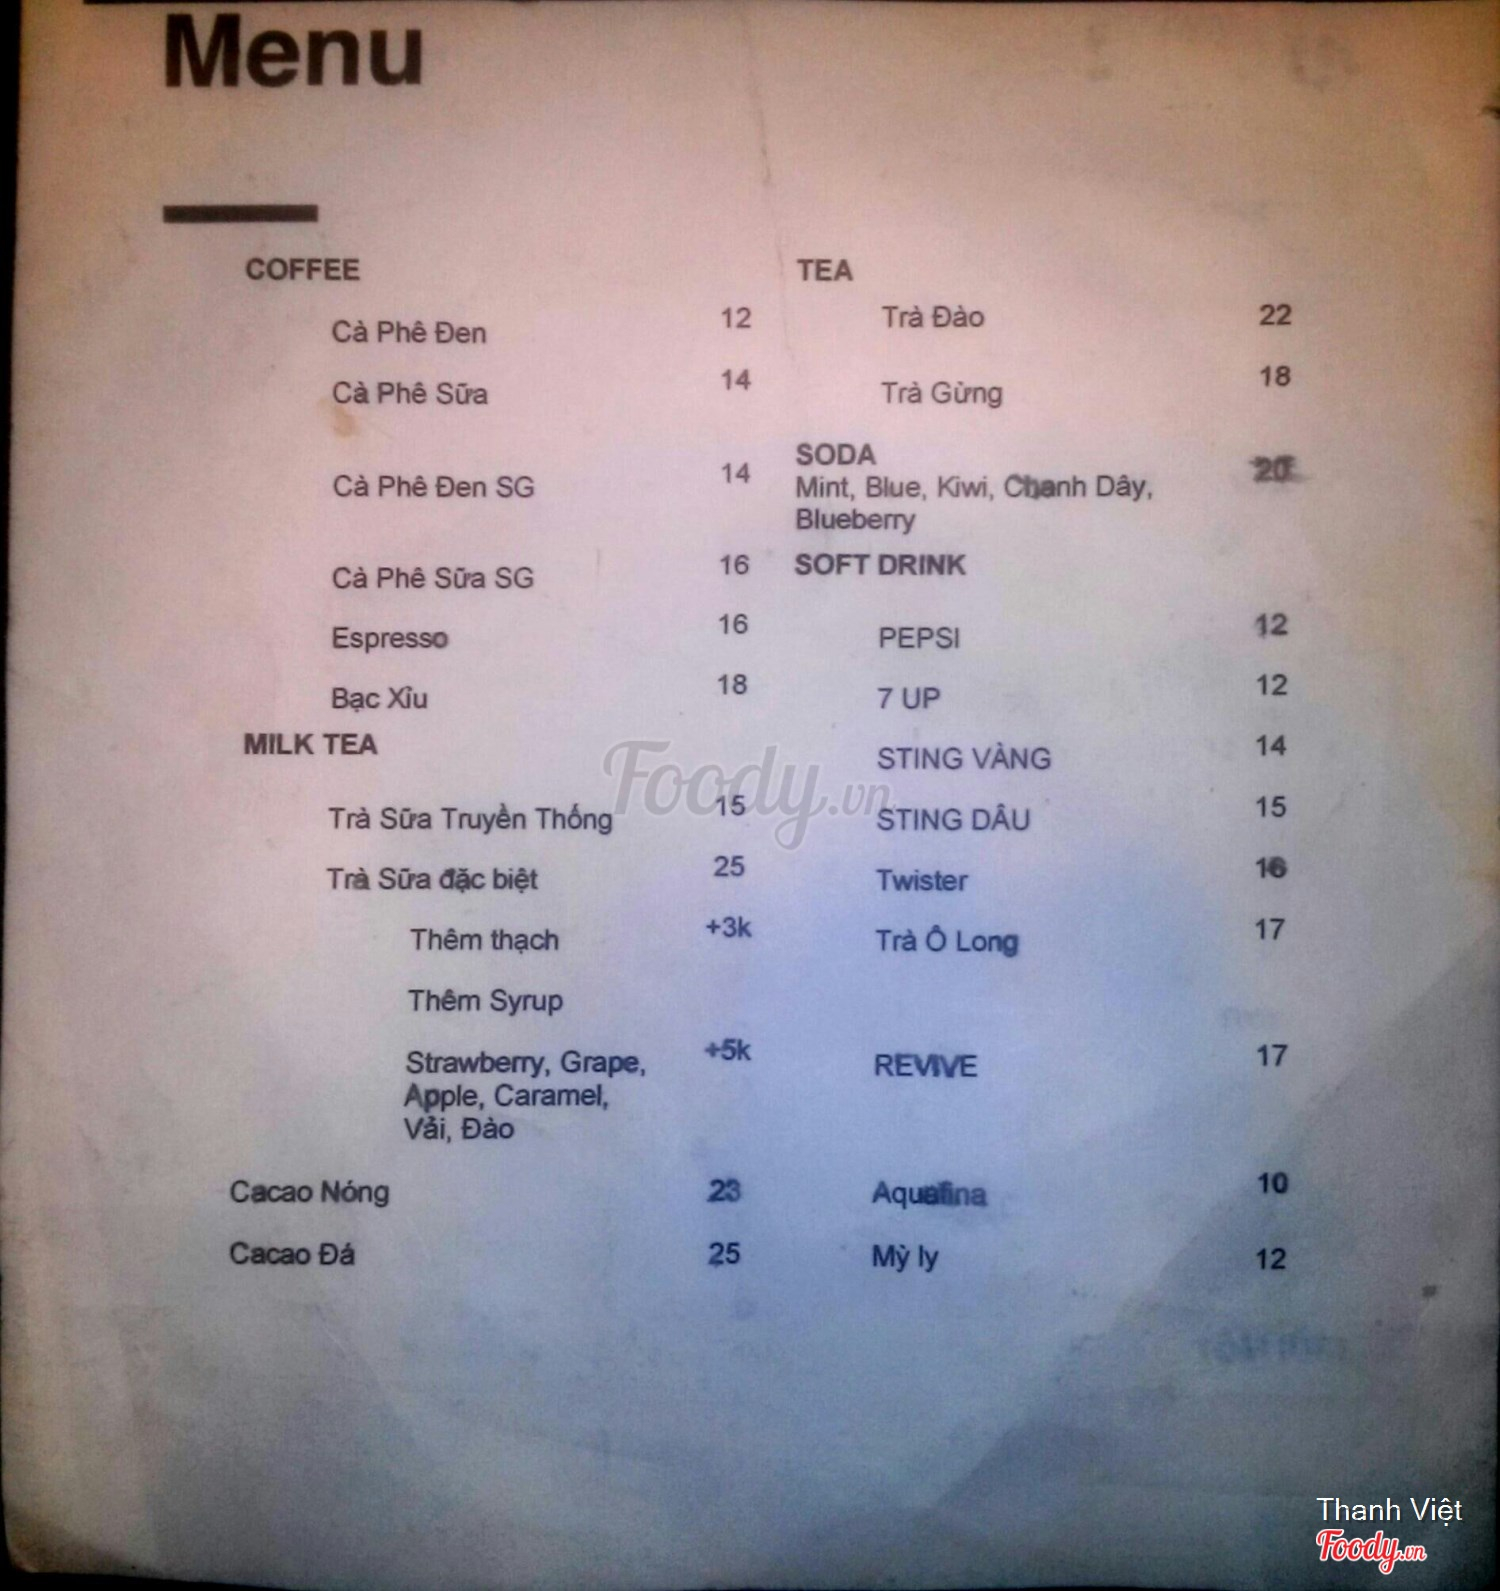 Menu
COFFEE
Cà Phê Đen 12
Cà Phê Sữa 14
Cà Phê Đen SG 14
Cà Phê Sữa SG 16
Espresso 16
Bạc Xỉu 18
MILK TEA
Trà Sữa Truyền Thống 15
Trà Sữa đặc biệt 25
Thêm thạch +3k
Thêm Syrup
Strawberry, Grape, +5k
Apple, Caramel,
Vải, Đào
Cacao Nóng 23
Cacao Đá 25
TEA
Trà Đào 22
Trà Gừng 18
SODA 20
Mint, Blue, Kiwi, Chanh Dây,
Blueberry
SOFT DRINK
PEPSI 12
7 UP 12
STING VÀNG 14
STING DÂU 15
Twister 16
Trà Ô Long 17
REVIVE 17
Aquafina 10
Mỳ ly 12
Foody.vn
Thanh Việt
Foody.vn